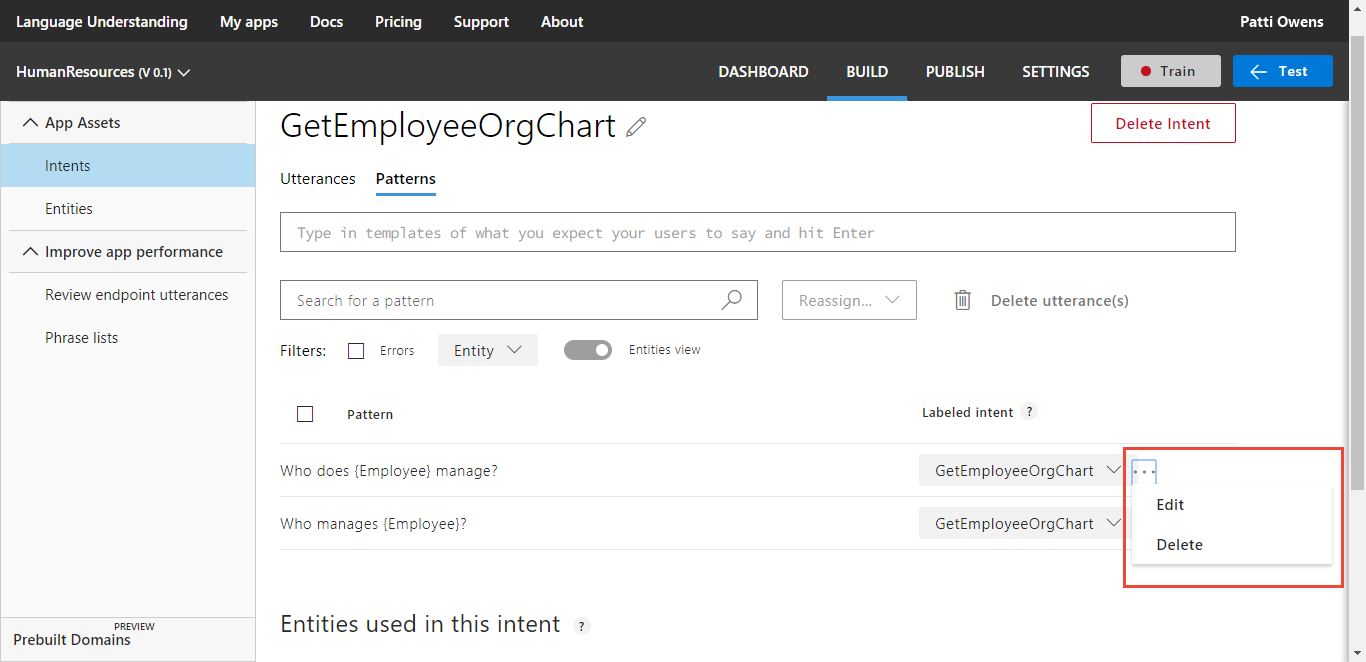 Language Understanding My apps Docs Pricing Support About Patti Owens
HumanResources (V 0.1) DASHBOARD BUILD PUBLISH SETTINGS Train Test
App Assets
Intents
Entities
Improve app performance
Review endpoint utterances
Phrase lists
PREVIEW
Prebuilt Domains
GetEmployeeOrgChart
Delete Intent
Utterances Patterns
Type in templates of what you expect your users to say and hit Enter
Search for a pattern Reassign... Delete utterance(s)
Filters: Errors Entity Entities view
Pattern Labeled intent ?
Who does {Employee} manage? GetEmployeeOrgChart ...
Edit
Who manages {Employee}? GetEmployeeOrgChart
Delete
Entities used in this intent ?